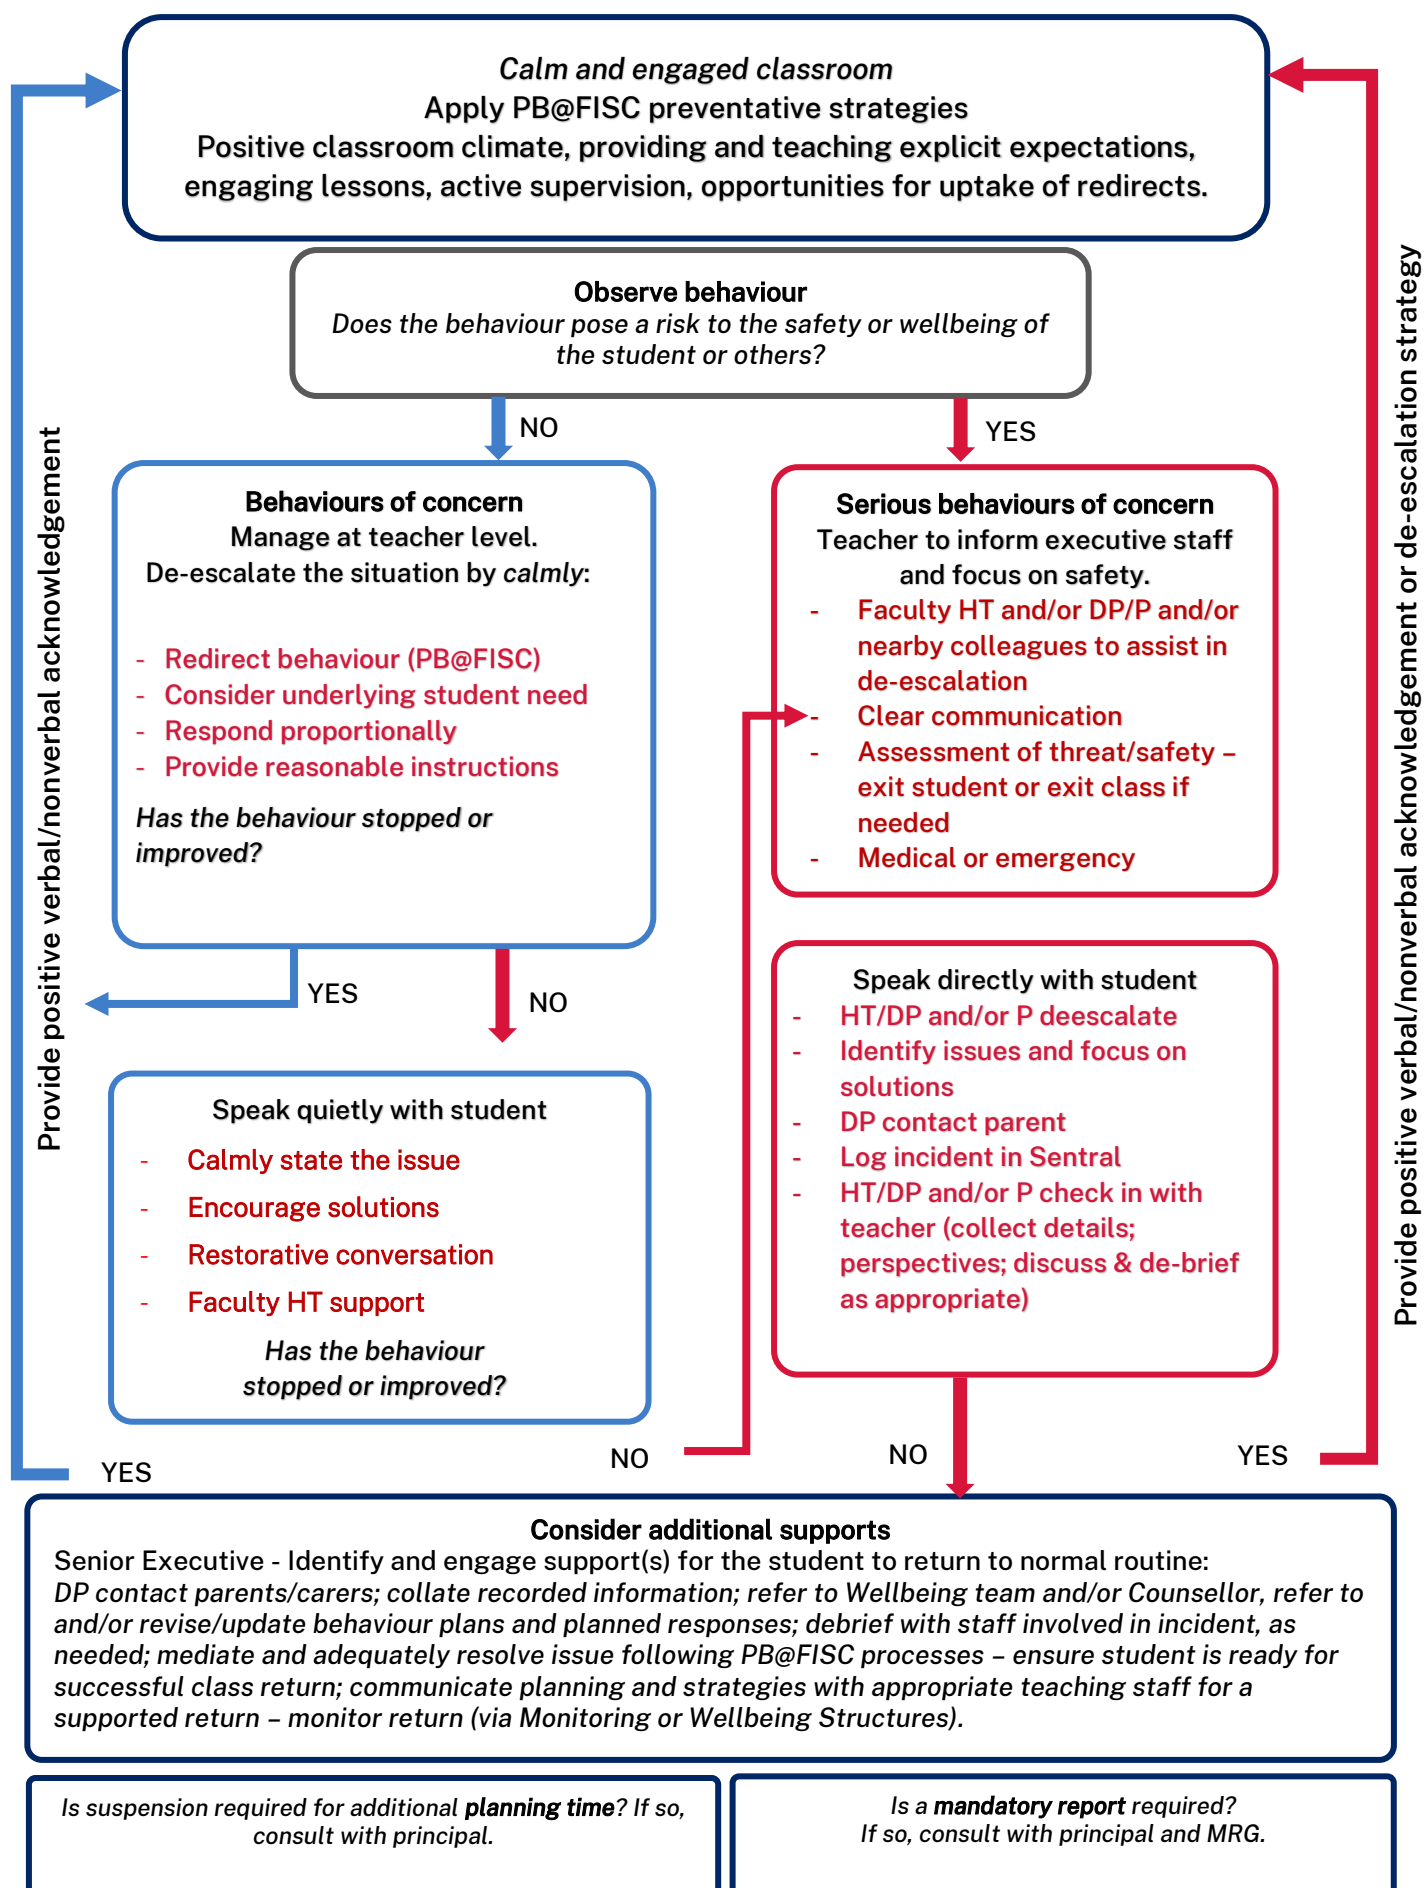 Calm and engaged classroom
Apply PB@FISC preventative strategies
Positive classroom climate, providing and teaching explicit expectations,
engaging lessons, active supervision, opportunities for uptake of redirects.
Observe behaviour
Does the behaviour pose a risk to the safety or wellbeing of
the student or others?
NO
YES
Behaviours of concern
Manage at teacher level.
De-escalate the situation by calmly:
- Redirect behaviour (PB@FISC)
- Consider underlying student need
- Respond proportionally
- Provide reasonable instructions
Has the behaviour stopped or
improved?
Serious behaviours of concern
Teacher to inform executive staff
and focus on safety.
- Faculty HT and/or DP/P and/or
nearby colleagues to assist in
de-escalation
- Clear communication
- Assessment of threat/safety –
exit student or exit class if
needed
- Medical or emergency
YES
NO
Speak quietly with student
- Calmly state the issue
- Encourage solutions
- Restorative conversation
- Faculty HT support
Has the behaviour
stopped or improved?
Speak directly with student
- HT/DP and/or P deescalate
- Identify issues and focus on
solutions
- DP contact parent
- Log incident in Sentral
- HT/DP and/or P check in with
teacher (collect details;
perspectives; discuss & de-brief
as appropriate)
YES
NO
NO
YES
Provide positive verbal/nonverbal acknowledgement
Provide positive verbal/nonverbal acknowledgement or de-escalation strategy
Consider additional supports
Senior Executive - Identify and engage support(s) for the student to return to normal routine:
DP contact parents/carers; collate recorded information; refer to Wellbeing team and/or Counsellor, refer to
and/or revise/update behaviour plans and planned responses; debrief with staff involved in incident, as
needed; mediate and adequately resolve issue following PB@FISC processes – ensure student is ready for
successful class return; communicate planning and strategies with appropriate teaching staff for a
supported return – monitor return (via Monitoring or Wellbeing Structures).
Is suspension required for additional planning time? If so,
consult with principal.
Is a mandatory report required?
If so, consult with principal and MRG.